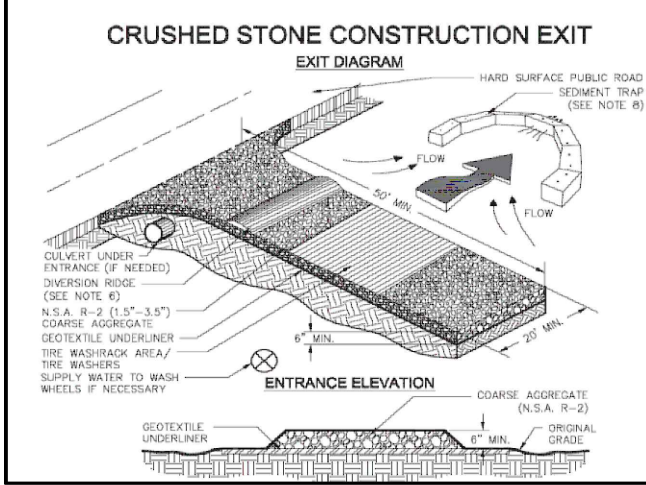 CRUSHED STONE CONSTRUCTION EXIT
EXIT DIAGRAM
HARD SURFACE PUBLIC ROAD
SEDIMENT TRAP
(SEE NOTE 8)
FLOW
50' MIN.
FLOW
CULVERT UNDER
ENTRANCE (IF NEEDED)
DIVERSION RIDGE
(SEE NOTE 6)
N.S.A. R-2 (1.5"-3.5")
COARSE AGGREGATE
GEOTEXTILE UNDERLINER
TIRE WASHRACK AREA/
TIRE WASHERS
SUPPLY WATER TO WASH
WHEELS IF NECESSARY
6" MIN.
20' MIN.
ENTRANCE ELEVATION
COARSE AGGREGATE
(N.S.A. R-2)
GEOTEXTILE
UNDERLINER
6" MIN.
ORIGINAL
GRADE